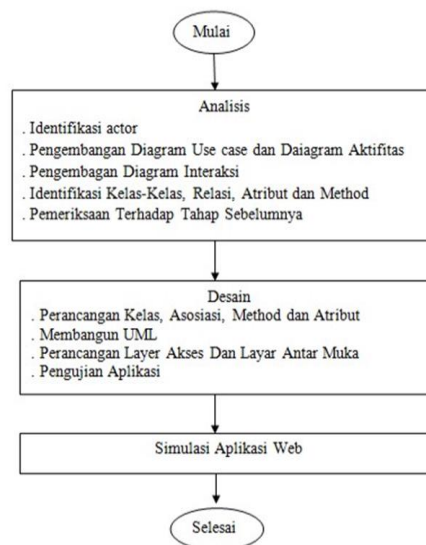 Mulai
Analisis
. Identifikasi actor
. Pengembangan Diagram Use case dan Daiagram Aktifitas
. Pengembagan Diagram Interaksi
. Identifikasi Kelas-Kelas, Relasi, Atribut dan Method
. Pemeriksaan Terhadap Tahap Sebelumnya
Desain
. Perancangan Kelas, Asosiasi, Method dan Atribut
. Membangun UML
. Perancangan Layer Akses Dan Layar Antar Muka
. Pengujian Aplikasi
Simulasi Aplikasi Web
Selesai